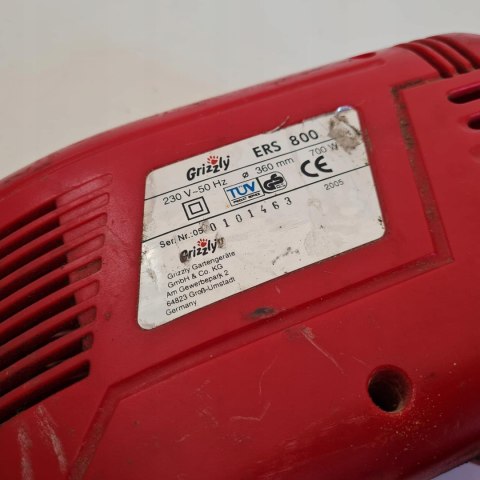 Grizzly ERS 800
230 V~50 Hz ø 360 mm 700 W
TÜV GS CE
2005
Ser. Nr.: 05 0101463
Grizzly
Grizzly Gartengeräte
GmbH & Co. KG
Am Gewerbepark 2
64823 Groß-Umstadt
Germany